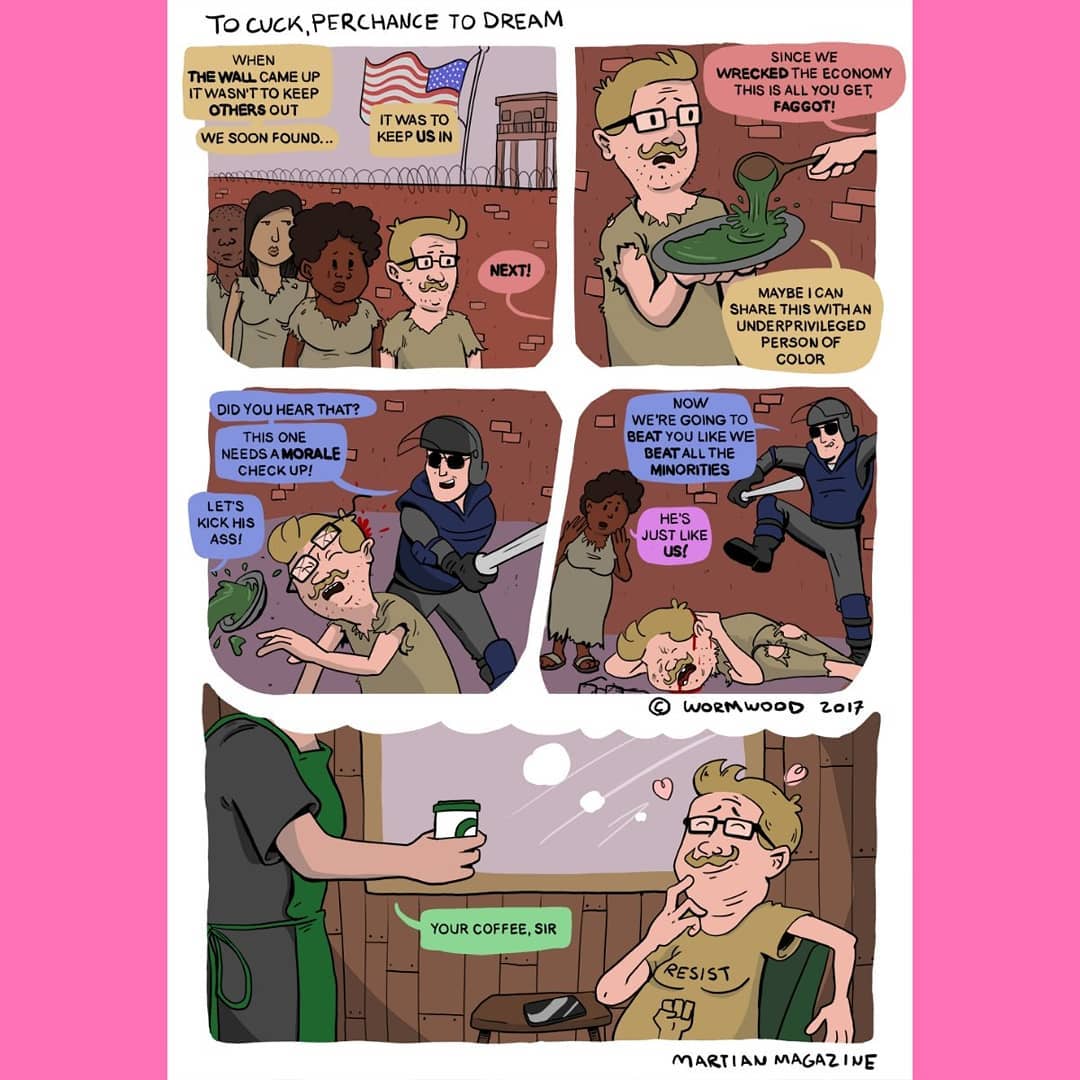 TO CUCK, PERCHANCE TO DREAM
WHEN
THE WALL CAME UP
IT WASN'T TO KEEP
OTHERS OUT
WE SOON FOUND...
IT WAS TO
KEEP US IN
NEXT!
SINCE WE
WRECKED THE ECONOMY
THIS IS ALL YOU GET,
FAGGOT!
MAYBE I CAN
SHARE THIS WITH AN
UNDERPRIVILEGED
PERSON OF
COLOR
DID YOU HEAR THAT?
THIS ONE
NEEDS A MORALE
CHECK UP!
LET'S
KICK HIS
ASS!
NOW
WE'RE GOING TO
BEAT YOU LIKE WE
BEAT ALL THE
MINORITIES
HE'S
JUST LIKE
US!
© WORMWOOD 2017
YOUR COFFEE, SIR
RESIST
MARTIAN MAGAZINE